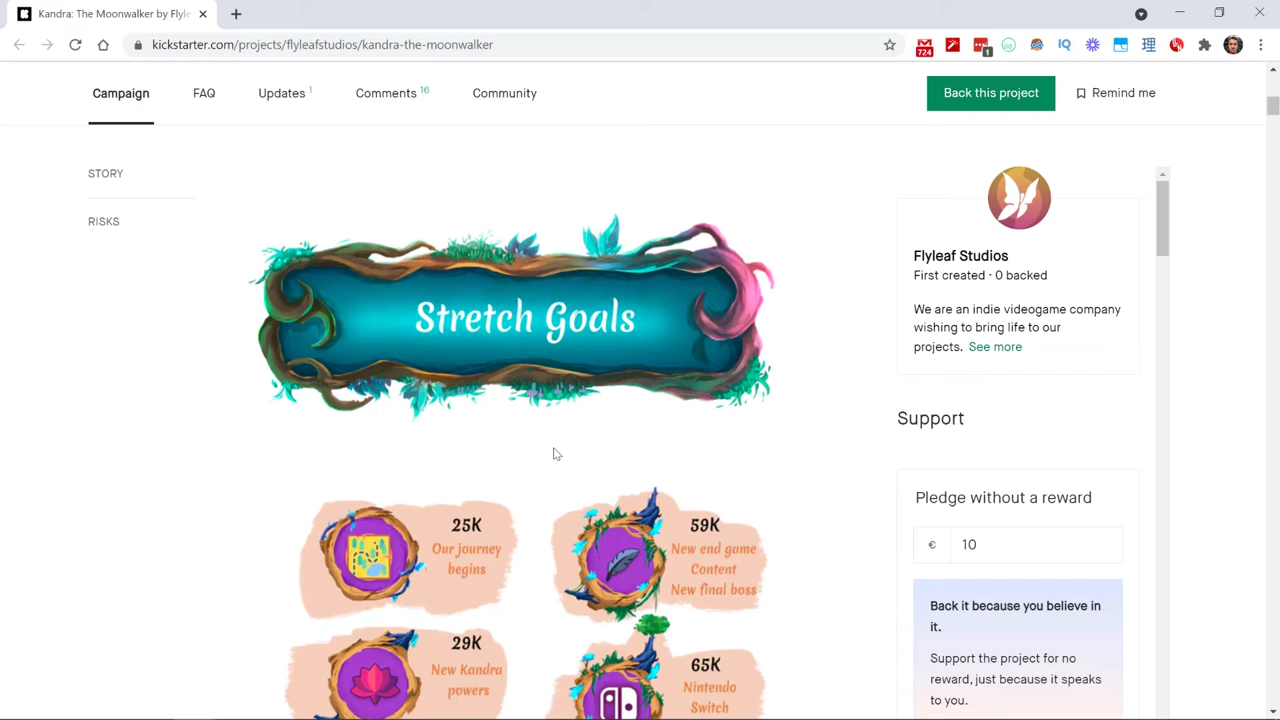 Kandra: The Moonwalker by Flyle
kickstarter.com/projects/flyleafstudios/kandra-the-moonwalker
724
1
IQ
理
Campaign
FAQ
Updates 1
Comments 16
Community
Back this project
Remind me
STORY
RISKS
Stretch Goals
25K
Our journey
begins
59K
New end game
Content
New final boss
29K
New Kandra
powers
65K
Nintendo
Switch
Flyleaf Studios
First created · 0 backed
We are an indie videogame company
wishing to bring life to our
projects. See more
Support
Pledge without a reward
€ 10
Back it because you believe in
it.
Support the project for no
reward, just because it speaks
to you.